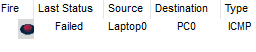 Fire Last Status Source Destination Type
Failed Laptop0 PC0 ICMP